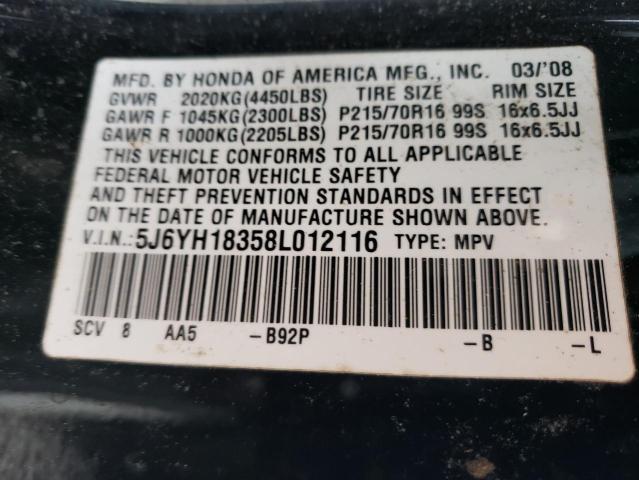 MFD. BY HONDA OF AMERICA MFG., INC. 03/'08
GVWR 2020KG(4450LBS) TIRE SIZE RIM SIZE
GAWR F 1045KG(2300LBS) P215/70R16 99S 16x6.5JJ
GAWR R 1000KG(2205LBS) P215/70R16 99S 16x6.5JJ
THIS VEHICLE CONFORMS TO ALL APPLICABLE
FEDERAL MOTOR VEHICLE SAFETY
AND THEFT PREVENTION STANDARDS IN EFFECT
ON THE DATE OF MANUFACTURE SHOWN ABOVE.
V.I.N.:5J6YH18358L012116 TYPE: MPV
SCV 8 AA5 -B92P -B -L